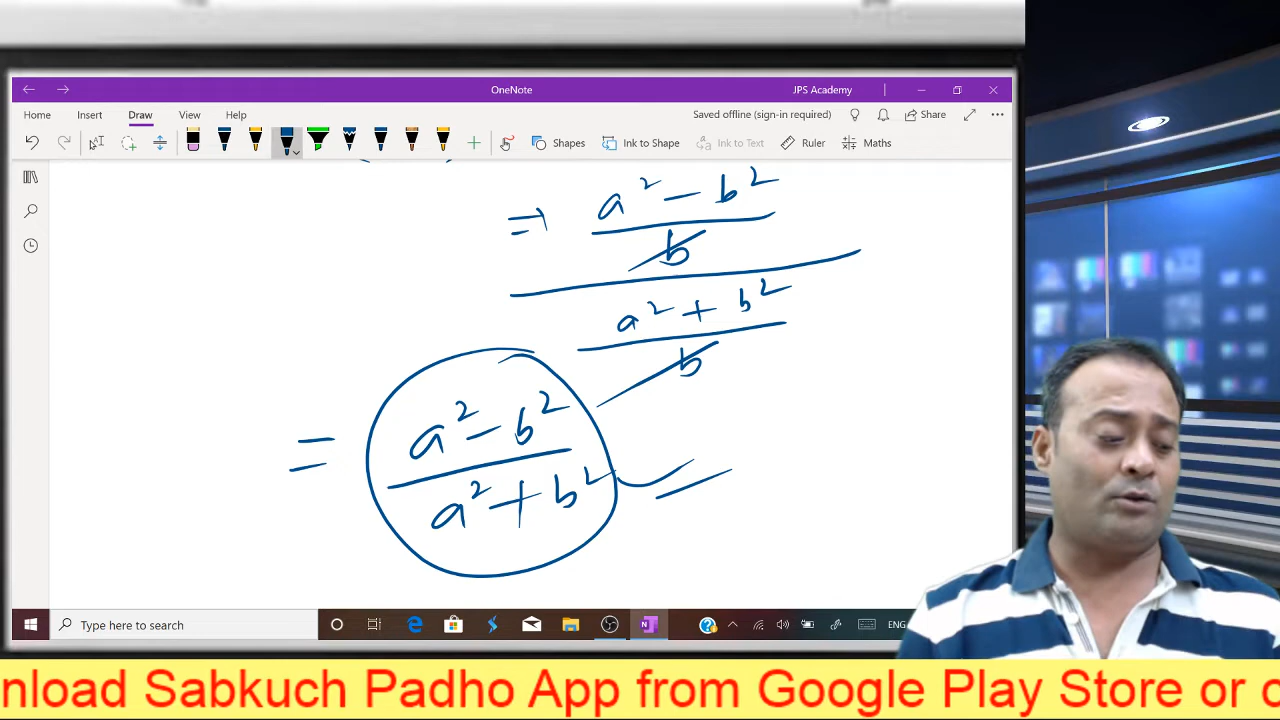 OneNote
JPS Academy
Home Insert Draw View Help
Saved offline (sign-in required)
Share
Shapes Ink to Shape Ink to Text Ruler Maths
=> a² - b²
b
a² + b²
b
= a² - b²
a² + b²
Type here to search
ENG
nload Sabkuch Padho App from Google Play Store or